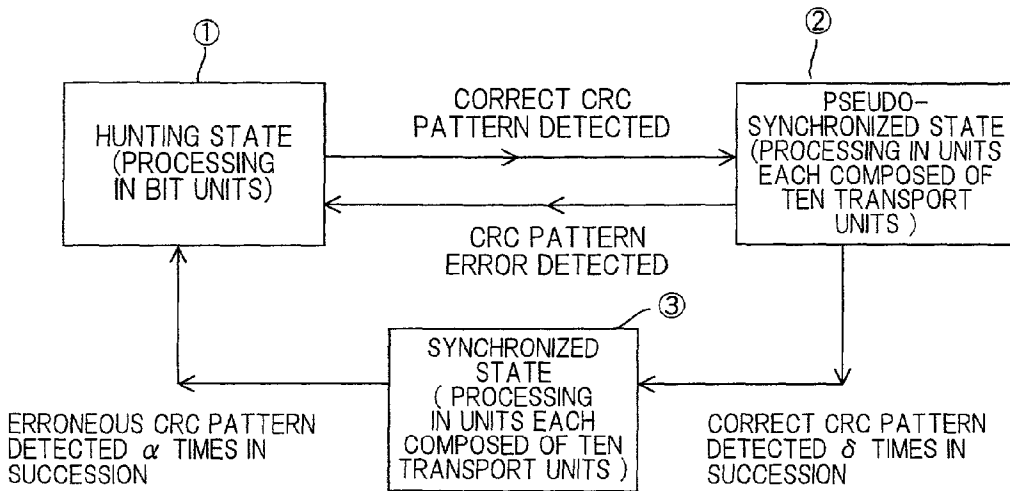 ①
HUNTING STATE
(PROCESSING
IN BIT UNITS)
CORRECT CRC
PATTERN DETECTED
CRC PATTERN
ERROR DETECTED
②
PSEUDO-
SYNCHRONIZED STATE
(PROCESSING IN UNITS
EACH COMPOSED OF
TEN TRANSPORT
UNITS )
③
SYNCHRONIZED
STATE
( PROCESSING
IN UNITS EACH
COMPOSED OF TEN
TRANSPORT UNITS )
ERRONEOUS CRC PATTERN
DETECTED α TIMES IN
SUCCESSION
CORRECT CRC PATTERN
DETECTED δ TIMES IN
SUCCESSION